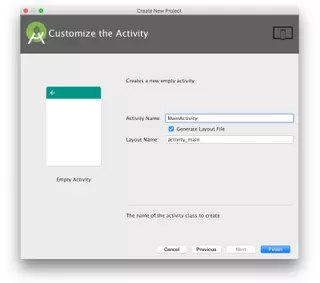 Create New Project
Customize the Activity
Creates a new empty activity
Activity Name: MainActivity
Generate Layout File
Layout Name: activity_main
Empty Activity
The name of the activity class to create
Cancel Previous Next Finish